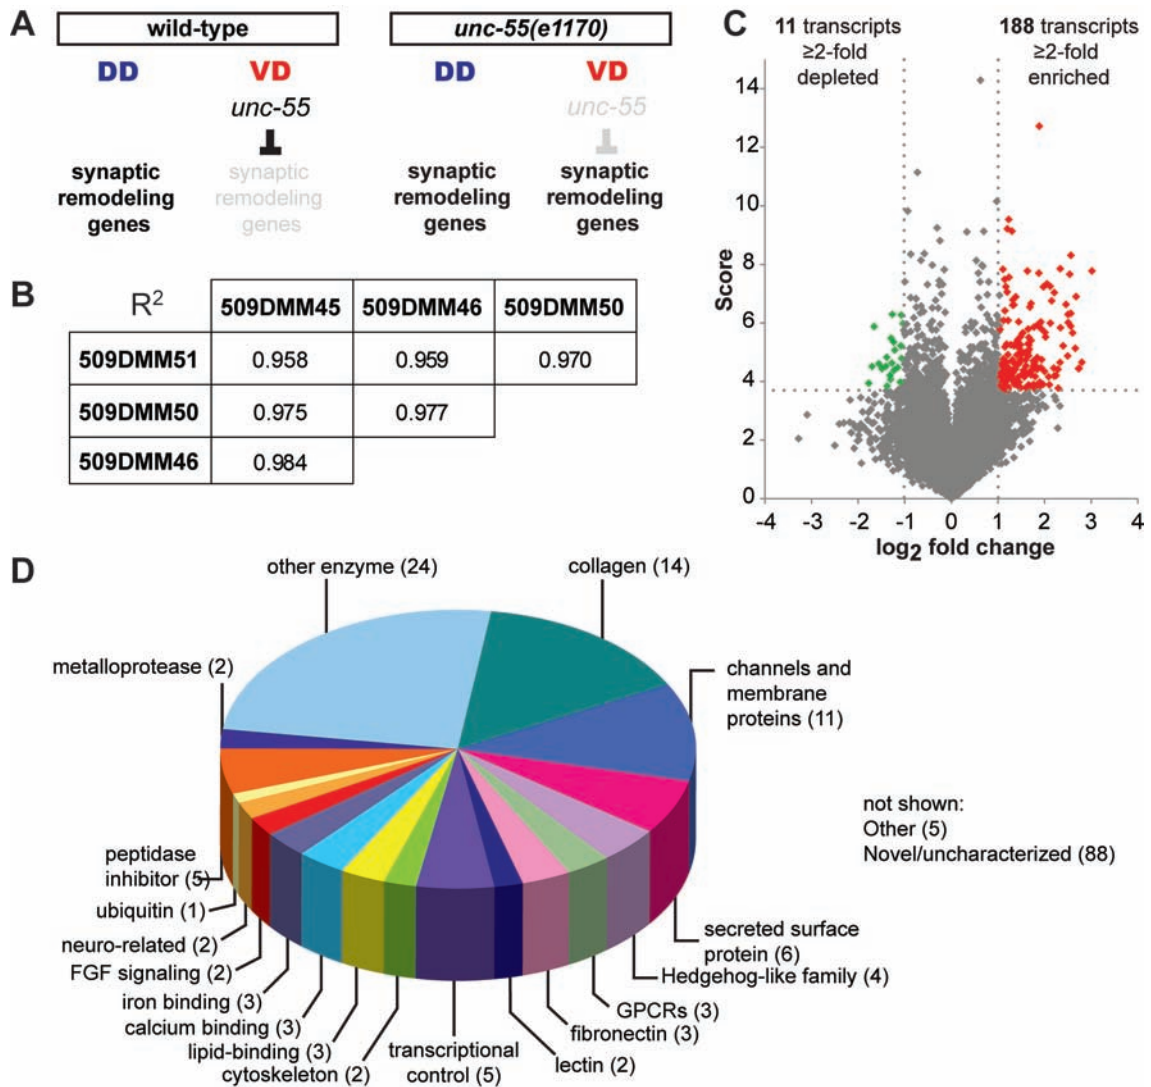 A
wild-type
unc-55(e1170)
DD
VD
DD
VD
unc-55
unc-55
synaptic
remodeling
genes
synaptic
remodeling
genes
synaptic
remodeling
genes
synaptic
remodeling
genes
B
R²
509DMM45
509DMM46
509DMM50
509DMM51
0.958
0.959
0.970
509DMM50
0.975
0.977
509DMM46
0.984
C
11 transcripts
≥2-fold
depleted
188 transcripts
≥2-fold
enriched
Score
14
12
10
8
6
4
2
0
-4
-3
-2
-1
0
1
2
3
4
log2 fold change
D
other enzyme (24)
collagen (14)
metalloprotease (2)
channels and
membrane
proteins (11)
not shown:
Other (5)
Novel/uncharacterized (88)
peptidase
inhibitor (5)
ubiquitin (1)
neuro-related (2)
FGF signaling (2)
iron binding (3)
calcium binding (3)
lipid-binding (3)
cytoskeleton (2)
transcriptional
control (5)
lectin (2)
fibronectin (3)
GPCRs (3)
Hedgehog-like family (4)
secreted surface
protein (6)